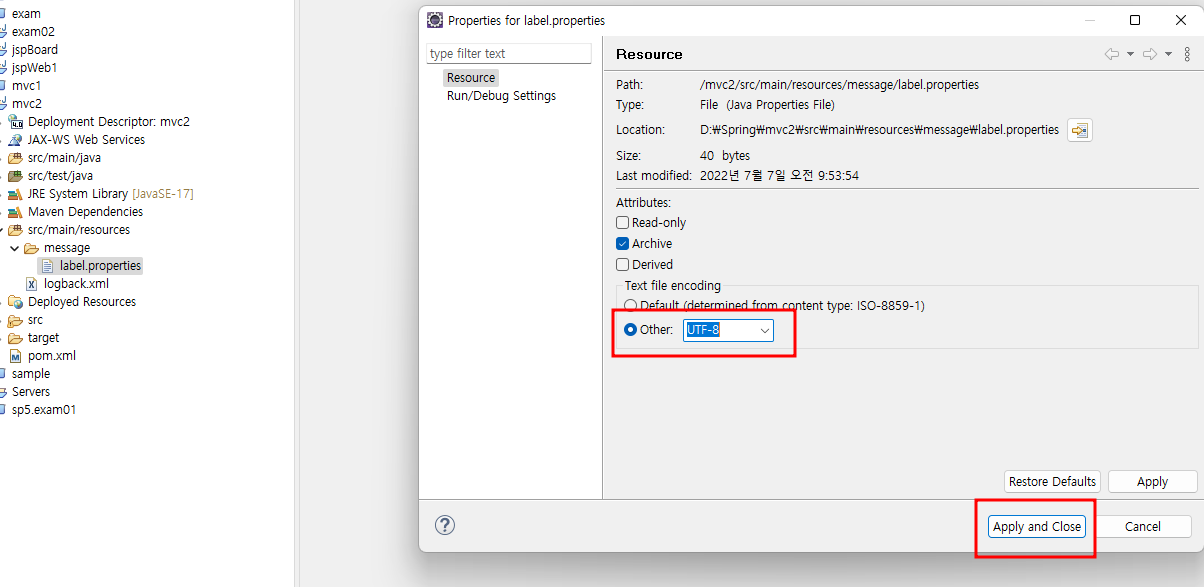 exam
exam02
jspBoard
jspWeb1
mvc1
mvc2
Deployment Descriptor: mvc2
JAX-WS Web Services
src/main/java
src/test/java
JRE System Library [JavaSE-17]
Maven Dependencies
src/main/resources
message
label.properties
logback.xml
Deployed Resources
src
target
pom.xml
sample
Servers
sp5.exam01
Properties for label.properties
type filter text
Resource
Run/Debug Settings
Resource
Path: /mvc2/src/main/resources/message/label.properties
Type: File (Java Properties File)
Location: D:₩Spring₩mvc2₩src₩main₩resources₩message₩label.properties
Size: 40 bytes
Last modified: 2022년 7월 7일 오전 9:53:54
Attributes:
Read-only
Archive
Derived
Text file encoding
Default (determined from content type: ISO-8859-1)
Other: UTF-8
Restore Defaults Apply
Apply and Close Cancel